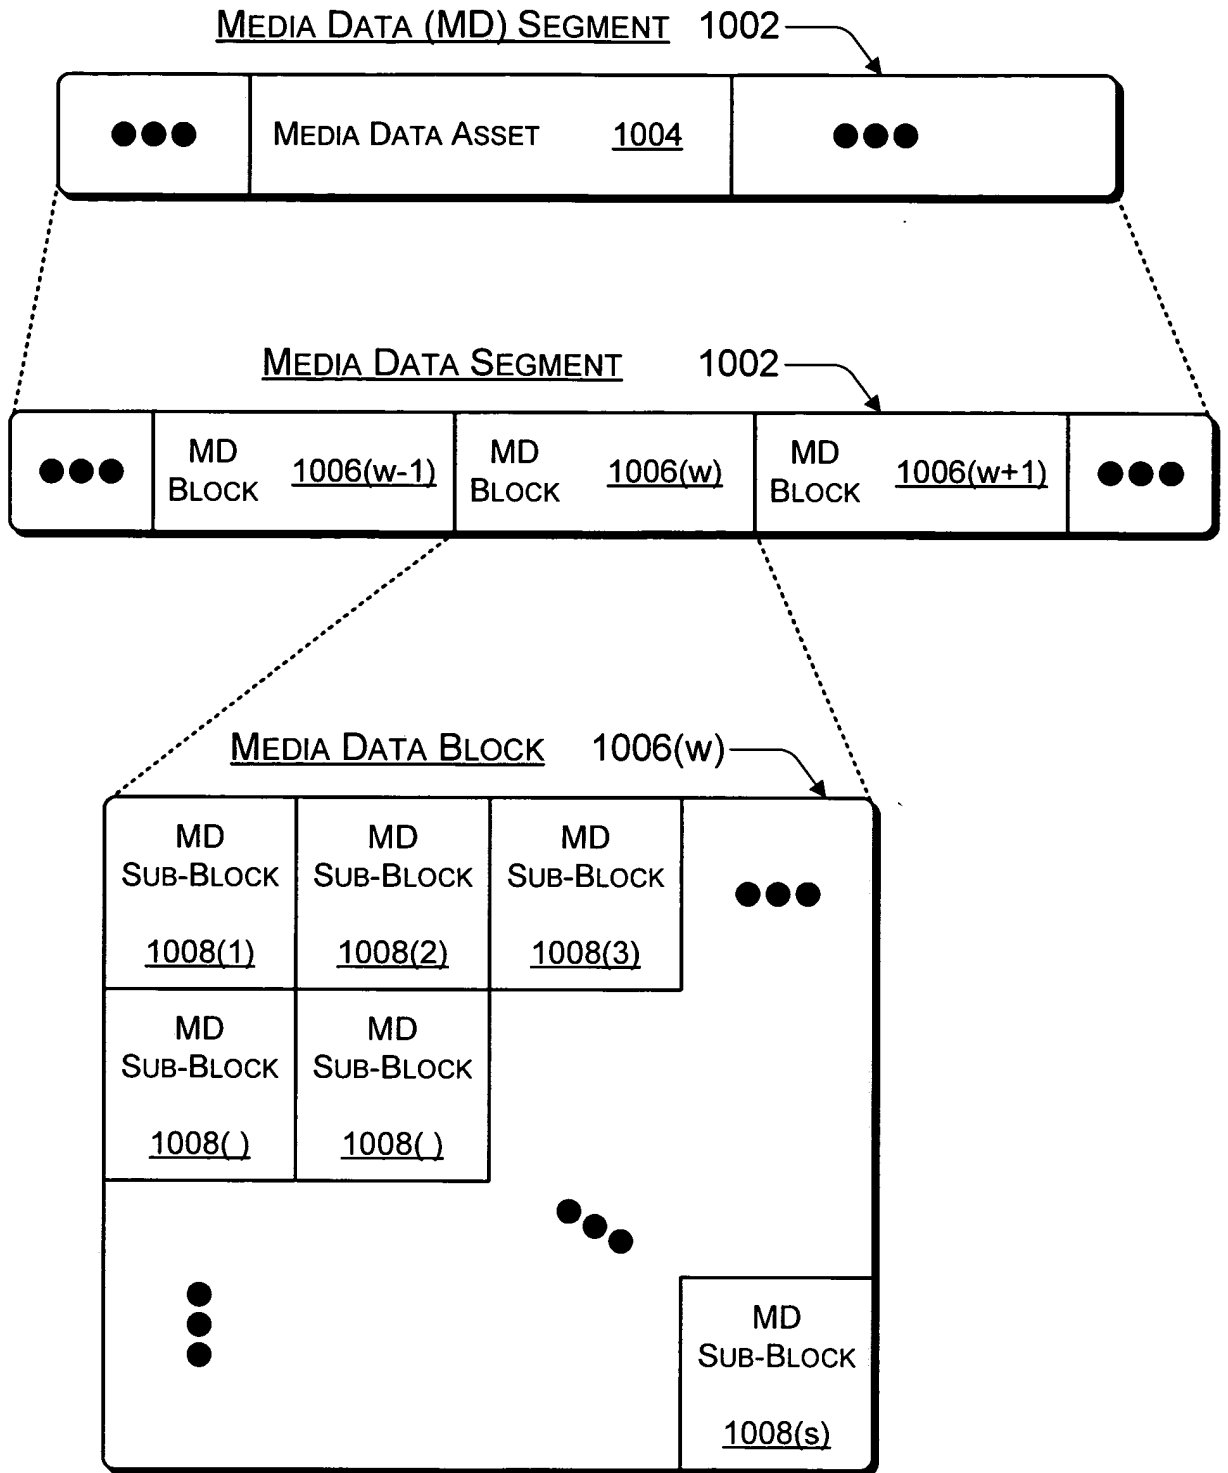 MEDIA DATA (MD) SEGMENT 1002
MEDIA DATA ASSET 1004
MEDIA DATA SEGMENT 1002
MD BLOCK 1006(w-1)
MD BLOCK 1006(w)
MD BLOCK 1006(w+1)
MEDIA DATA BLOCK 1006(w)
MD
SUB-BLOCK
1008(1)
MD
SUB-BLOCK
1008(2)
MD
SUB-BLOCK
1008(3)
MD
SUB-BLOCK
1008( )
MD
SUB-BLOCK
1008( )
MD
SUB-BLOCK
1008(s)